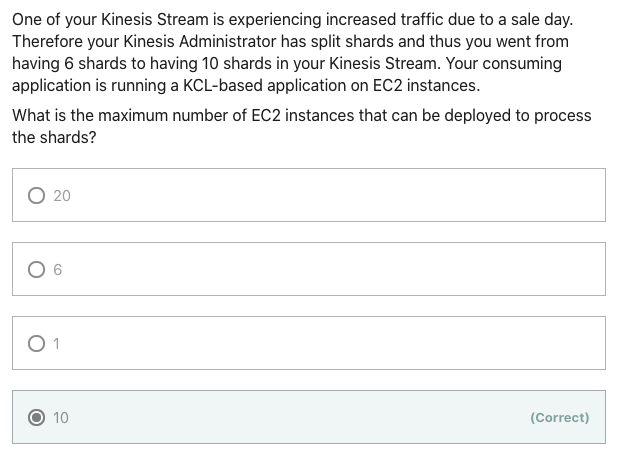 One of your Kinesis Stream is experiencing increased traffic due to a sale day.
Therefore your Kinesis Administrator has split shards and thus you went from
having 6 shards to having 10 shards in your Kinesis Stream. Your consuming
application is running a KCL-based application on EC2 instances.
What is the maximum number of EC2 instances that can be deployed to process
the shards?
20
6
1
10 (Correct)